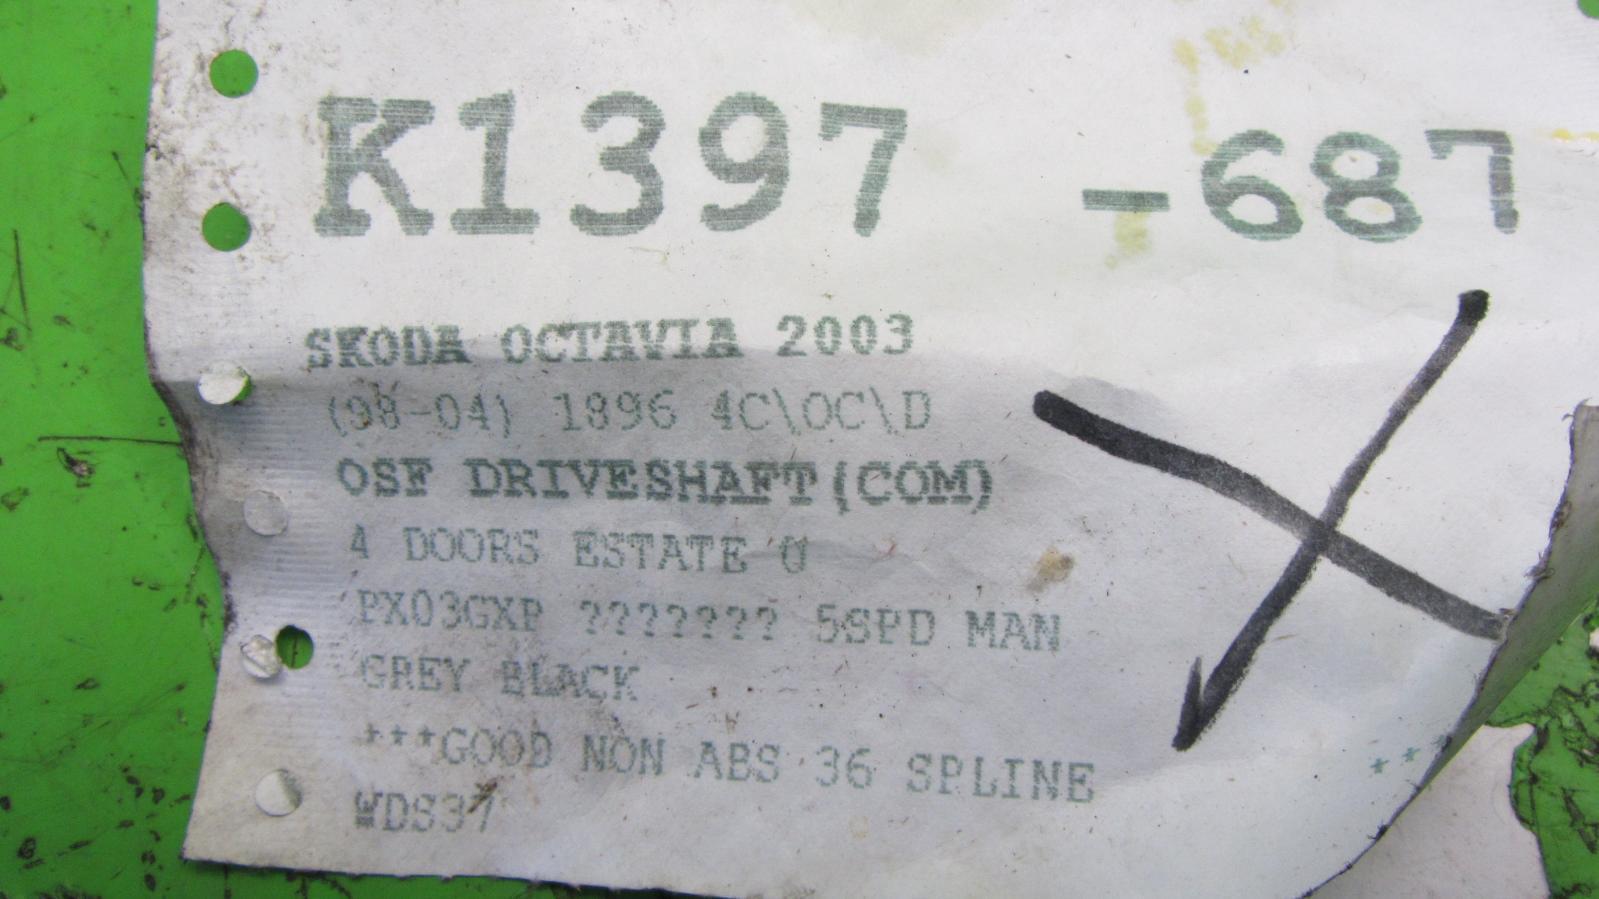 K1397 -687
SKODA OCTAVIA 2003
(98-04) 1896 4C\OC\D
OSF DRIVESHAFT(COM)
4 DOORS ESTATE 0
PX03GXP ??????? 5SPD MAN
GREY BLACK
***GOOD NON ABS 36 SPLINE **
WDS37